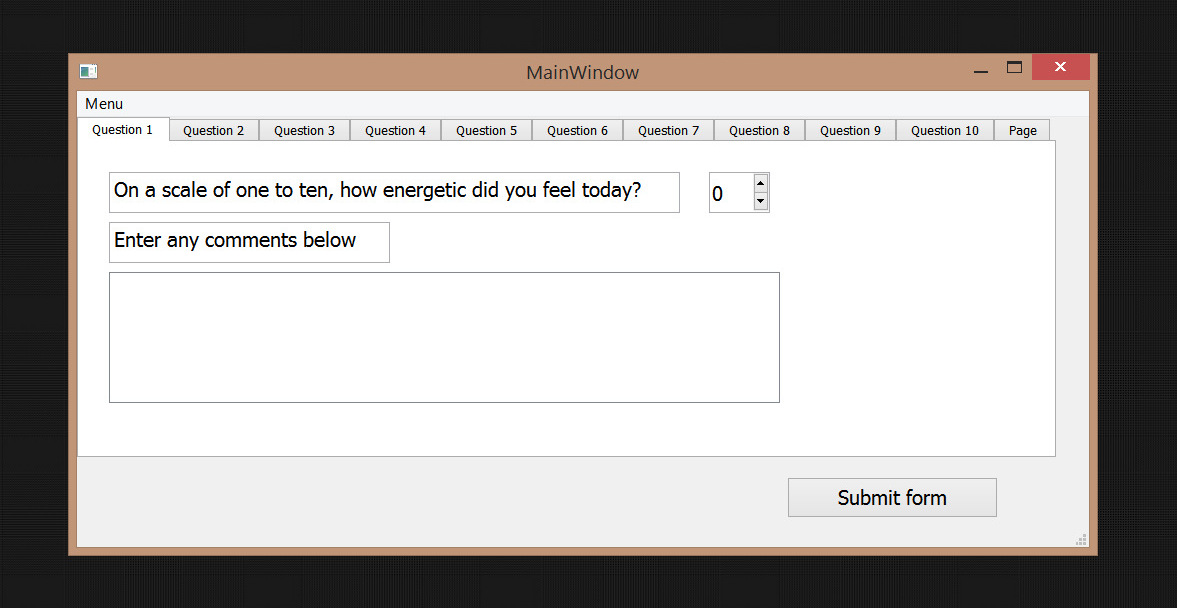 MainWindow
Menu
Question 1 Question 2 Question 3 Question 4 Question 5 Question 6 Question 7 Question 8 Question 9 Question 10 Page
On a scale of one to ten, how energetic did you feel today? 0
Enter any comments below
Submit form